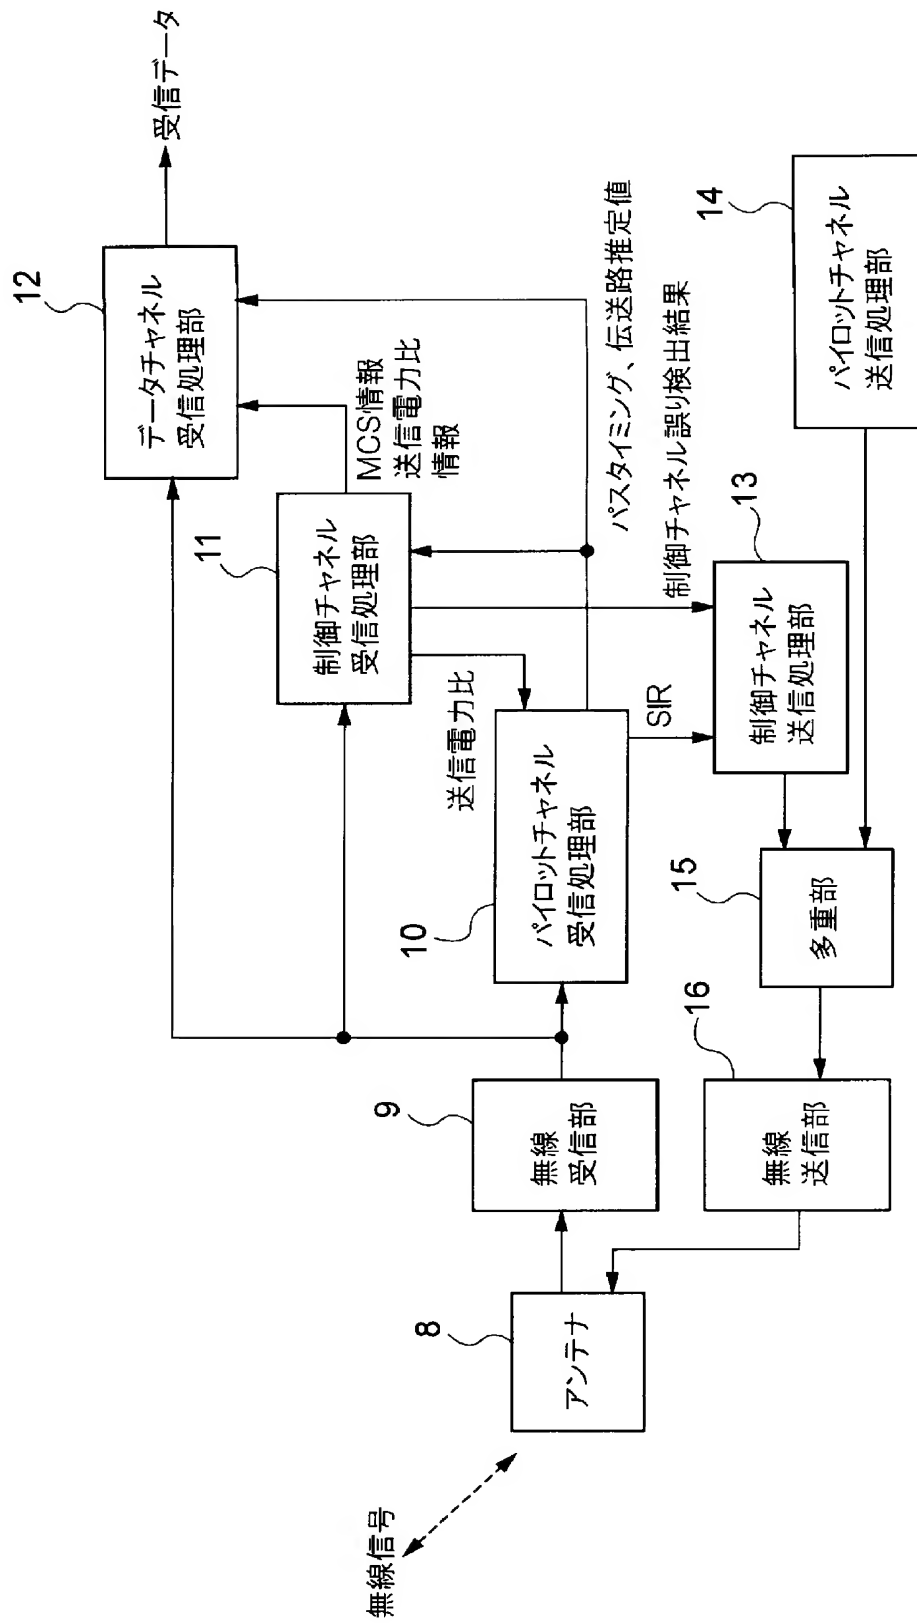 無線信号
8
アンテナ
9
無線
受信部
10
パイロットチャネル
受信処理部
11
制御チャネル
受信処理部
12
データチャネル
受信処理部
受信データ
MCS情報
送信電力比
情報
送信電力比
SIR
パスタイミング、伝送路推定値
制御チャネル誤り検出結果
13
制御チャネル
送信処理部
14
パイロットチャネル
送信処理部
15
多重部
16
無線
送信部